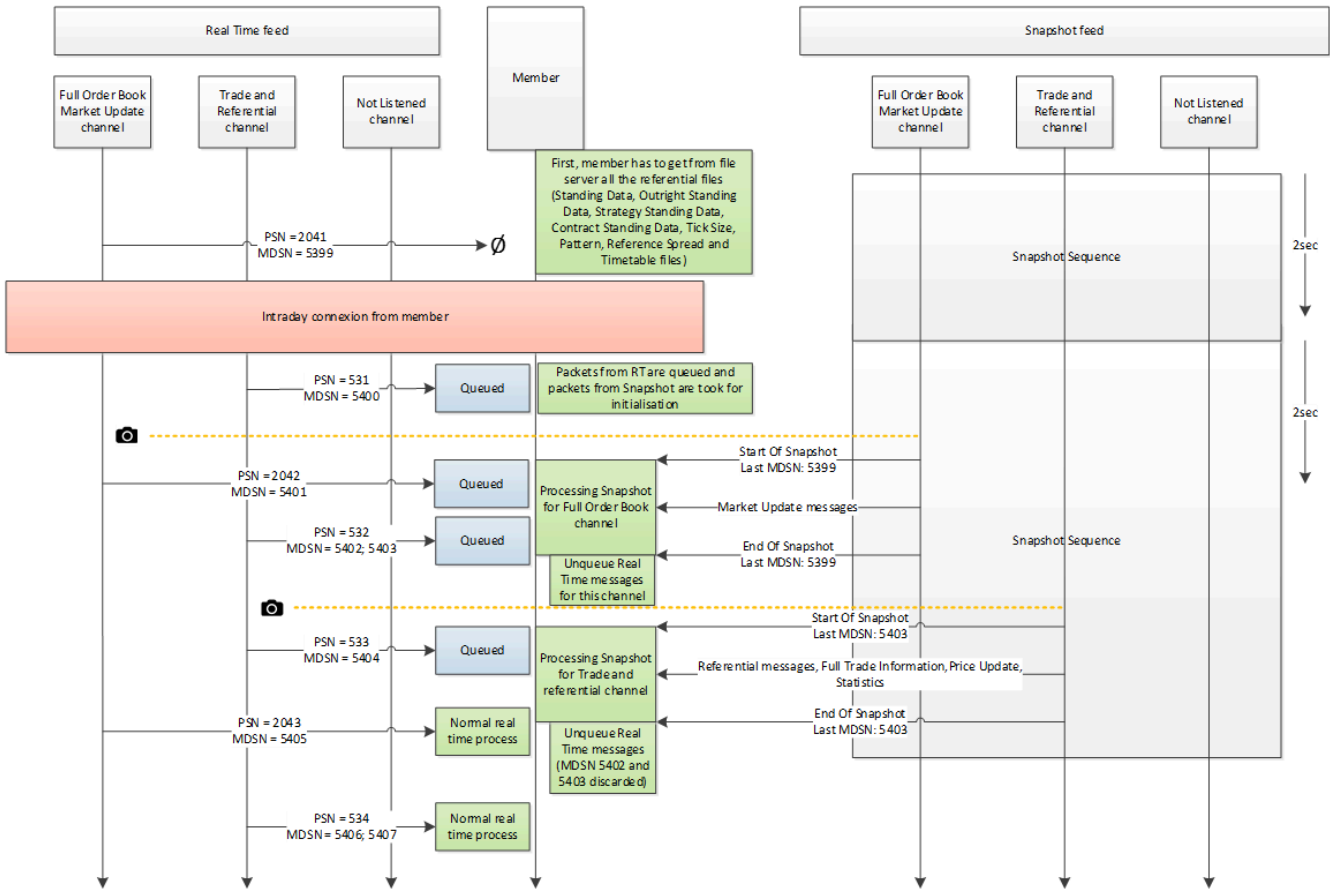 Real Time feed
Member
Snapshot feed
Full Order Book
Market Update
channel
Trade and
Referential
channel
Not Listened
channel
Full Order Book
Market Update
channel
Trade and
Referential
channel
Not Listened
channel
First, member has to get from file
server all the referential files
(Standing Data, Outright Standing
Data, Strategy Standing Data,
Contract Standing Data, Tick Size,
Pattern, Reference Spread and
Timetable files)
PSN = 2041
MDSN = 5399
Ø
Snapshot Sequence
2sec
Intraday connexion from member
PSN = 531
MDSN = 5400
Queued
Packets from RT are queued and
packets from Snapshot are took for
initialisation
2sec
Start Of Snapshot
Last MDSN: 5399
PSN = 2042
MDSN = 5401
Queued
Processing Snapshot
for Full Order Book
channel
Market Update messages
PSN = 532
MDSN = 5402; 5403
Queued
End Of Snapshot
Last MDSN: 5399
Snapshot Sequence
Unqueue Real
Time messages
for this channel
Start Of Snapshot
Last MDSN: 5403
PSN = 533
MDSN = 5404
Queued
Processing Snapshot
for Trade and
referential channel
Referential messages, Full Trade Information, Price Update,
Statistics
End Of Snapshot
Last MDSN: 5403
PSN = 2043
MDSN = 5405
Normal real
time process
Unqueue Real
Time messages
(MDSN 5402 and
5403 discarded)
PSN = 534
MDSN = 5406; 5407
Normal real
time process